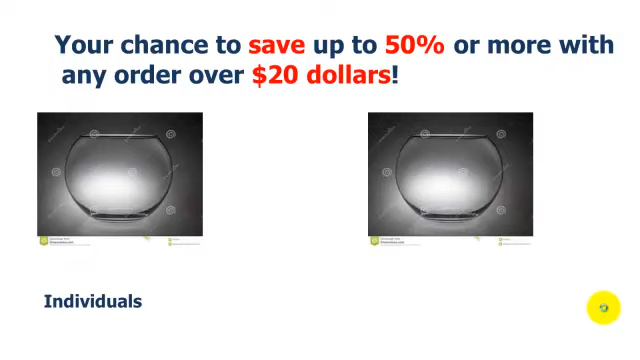 Your chance to save up to 50% or more with
any order over $20 dollars!
Individuals